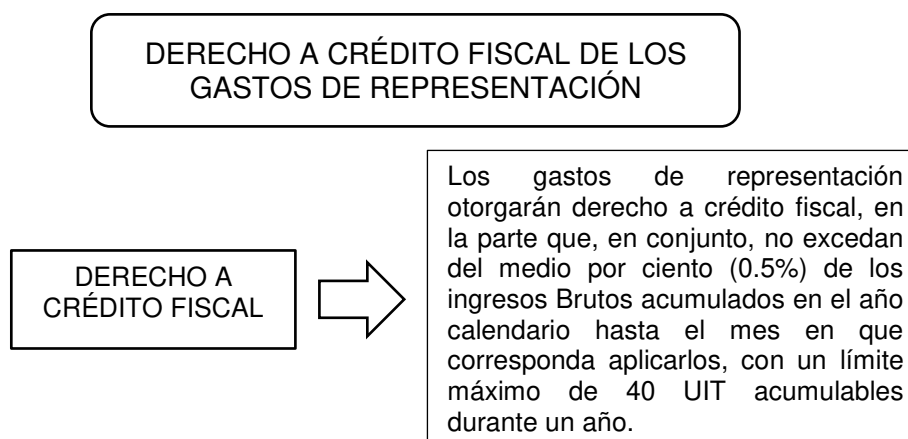 DERECHO A CRÉDITO FISCAL DE LOS
GASTOS DE REPRESENTACIÓN
DERECHO A
CRÉDITO FISCAL
Los gastos de representación
otorgarán derecho a crédito fiscal, en
la parte que, en conjunto, no excedan
del medio por ciento (0.5%) de los
ingresos Brutos acumulados en el año
calendario hasta el mes en que
corresponda aplicarlos, con un límite
máximo de 40 UIT acumulables
durante un año.